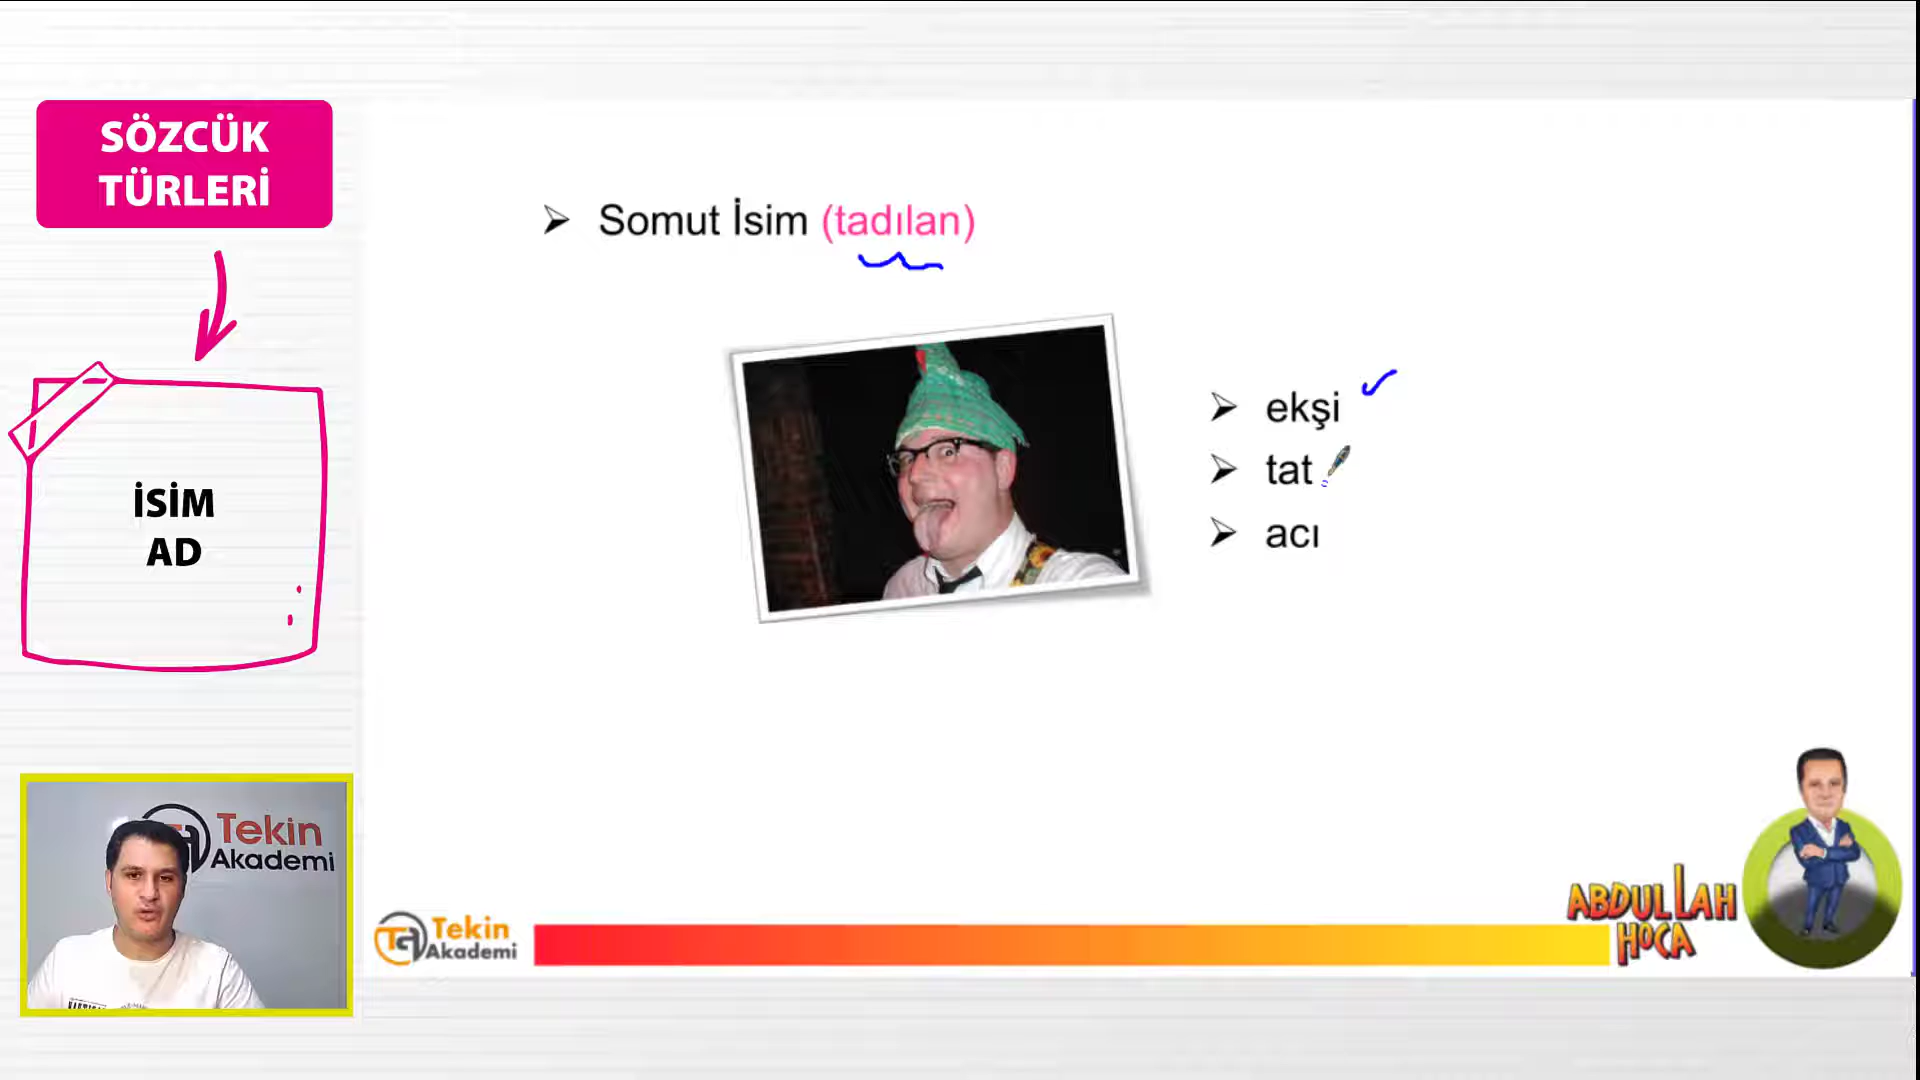 SÖZCÜK
TÜRLERİ
➢ Somut İsim (tadılan)
➢ ekşi
➢ tat
➢ acı
İSİM
AD
Tekin
Akademi
Tekin
Akademi
ABDULLAH
HOCA